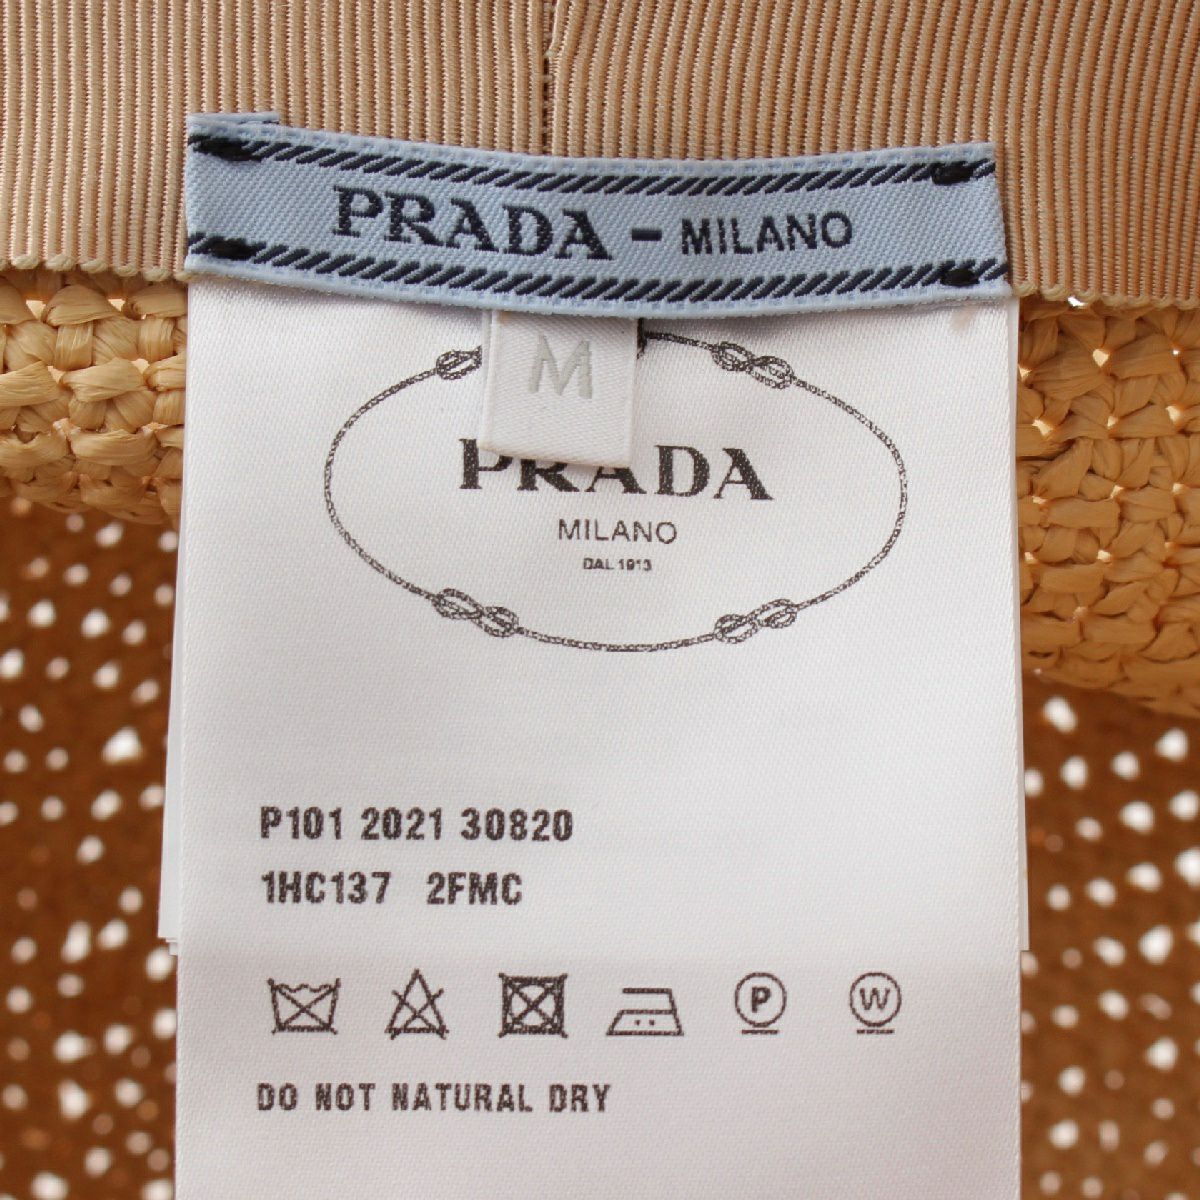 PRADA - MILANO
M
PRADA
MILANO
DAL 1913
P101 2021 30820
1HC137 2FMC
P W
DO NOT NATURAL DRY